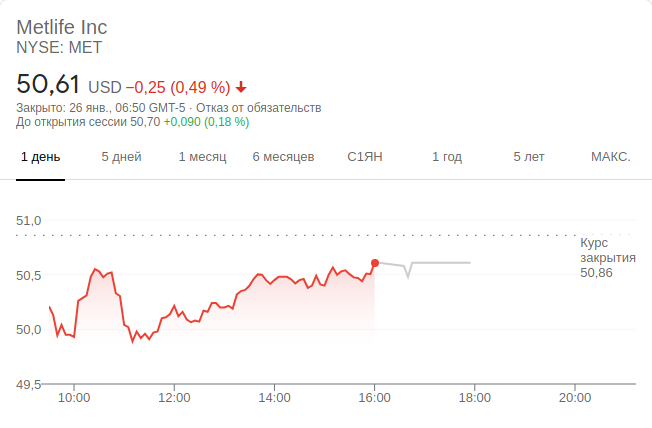 Metlife Inc
NYSE: MET
50,61 USD −0,25 (0,49 %)
Закрыто: 26 янв., 06:50 GMT-5 · Отказ от обязательств
До открытия сессии 50,70 +0,090 (0,18 %)
1 день 5 дней 1 месяц 6 месяцев С1ЯН 1 год 5 лет МАКС.
51,0
Курс
закрытия
50,86
50,5
50,0
49,5
10:00 12:00 14:00 16:00 18:00 20:00